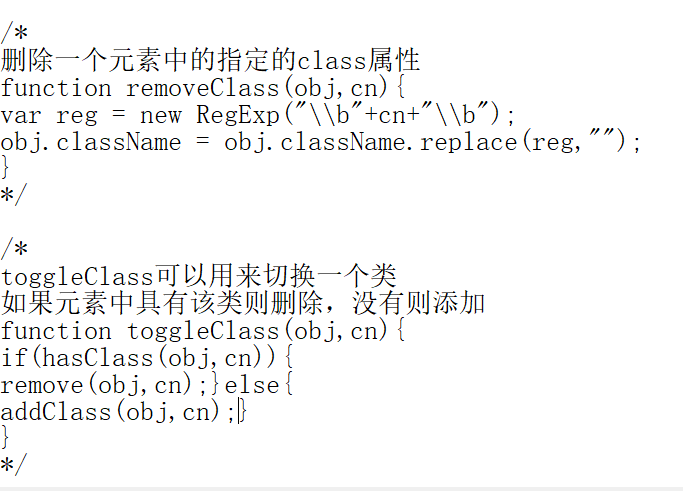 /*
删除一个元素中的指定的class属性
function removeClass(obj,cn){
var reg = new RegExp("\\b"+cn+"\\b");
obj.className = obj.className.replace(reg,"");
}
*/
/*
toggleClass可以用来切换一个类
如果元素中具有该类则删除，没有则添加
function toggleClass(obj,cn){
if(hasClass(obj,cn)){
remove(obj,cn);}else{
addClass(obj,cn);}
}
*/